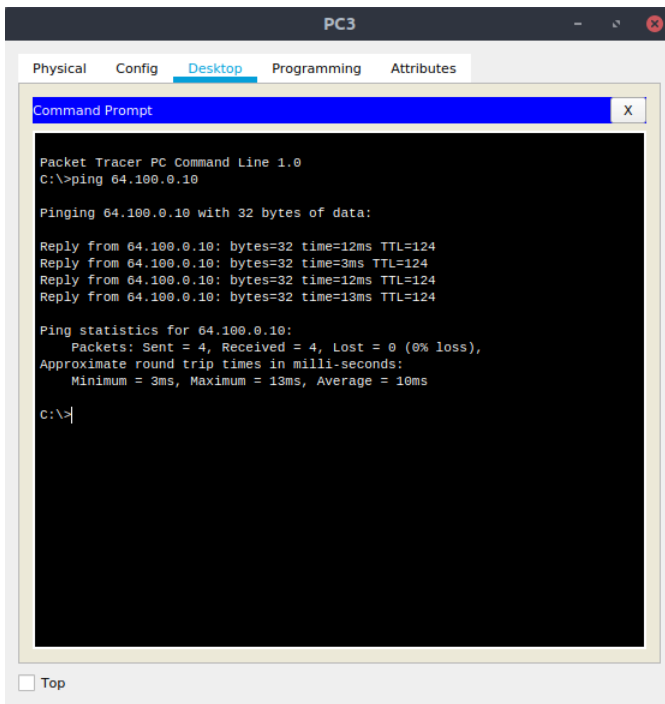 PC3
Physical Config Desktop Programming Attributes
Command Prompt X
Packet Tracer PC Command Line 1.0
C:\>ping 64.100.0.10
Pinging 64.100.0.10 with 32 bytes of data:
Reply from 64.100.0.10: bytes=32 time=12ms TTL=124
Reply from 64.100.0.10: bytes=32 time=3ms TTL=124
Reply from 64.100.0.10: bytes=32 time=12ms TTL=124
Reply from 64.100.0.10: bytes=32 time=13ms TTL=124
Ping statistics for 64.100.0.10:
    Packets: Sent = 4, Received = 4, Lost = 0 (0% loss),
Approximate round trip times in milli-seconds:
    Minimum = 3ms, Maximum = 13ms, Average = 10ms
C:\>
Top